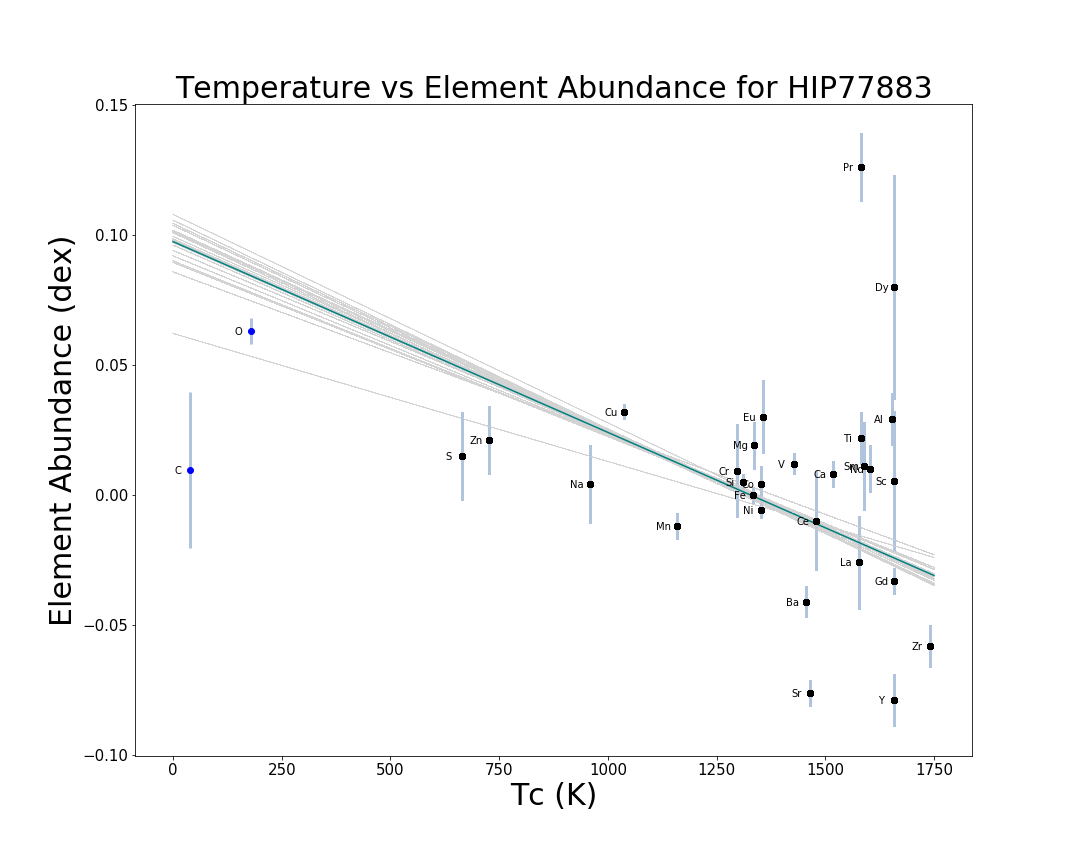 Temperature vs Element Abundance for HIP77883
Element Abundance (dex)
0.15
0.10
0.05
0.00
−0.05
−0.10
Pr
Dy
O
Cu
Eu
Al
Zn
Ti
Mg
S
V
Sm
Nd
C
Cr
Ca
Si
Co
Na
Sc
Fe
Ni
Ce
Mn
La
Gd
Ba
Zr
Sr
Y
0
250
500
750
1000
1250
1500
1750
Tc (K)